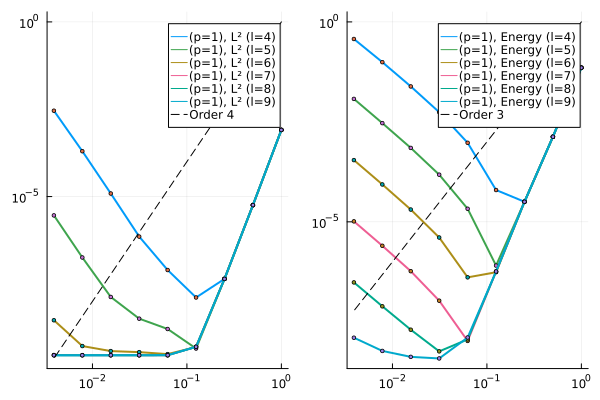 10⁰
10⁻⁵
10⁻²
10⁻¹
10⁰
(p=1), L² (l=4)
(p=1), L² (l=5)
(p=1), L² (l=6)
(p=1), L² (l=7)
(p=1), L² (l=8)
(p=1), L² (l=9)
Order 4
10⁰
10⁻⁵
10⁻²
10⁻¹
10⁰
(p=1), Energy (l=4)
(p=1), Energy (l=5)
(p=1), Energy (l=6)
(p=1), Energy (l=7)
(p=1), Energy (l=8)
(p=1), Energy (l=9)
Order 3